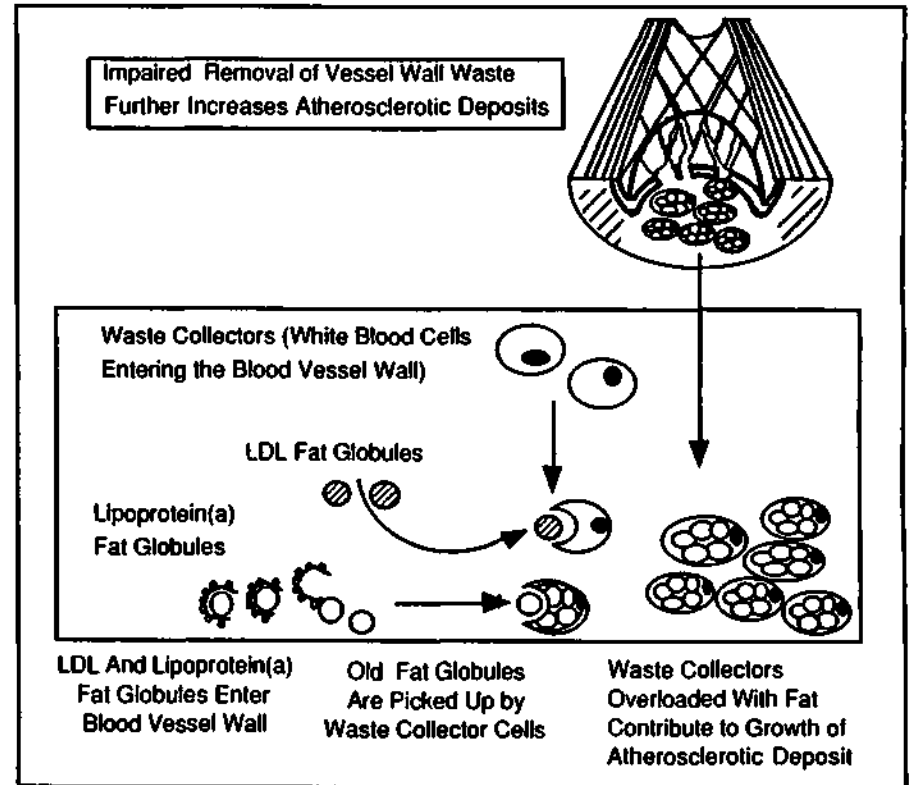 Impaired Removal of Vessel Wall Waste
Further Increases Atherosclerotic Deposits
Waste Collectors (White Blood Cells
Entering the Blood Vessel Wall)
LDL Fat Globules
Lipoprotein(a)
Fat Globules
LDL And Lipoprotein(a)
Fat Globules Enter
Blood Vessel Wall
Old Fat Globules
Are Picked Up by
Waste Collector Cells
Waste Collectors
Overloaded With Fat
Contribute to Growth of
Atherosclerotic Deposit